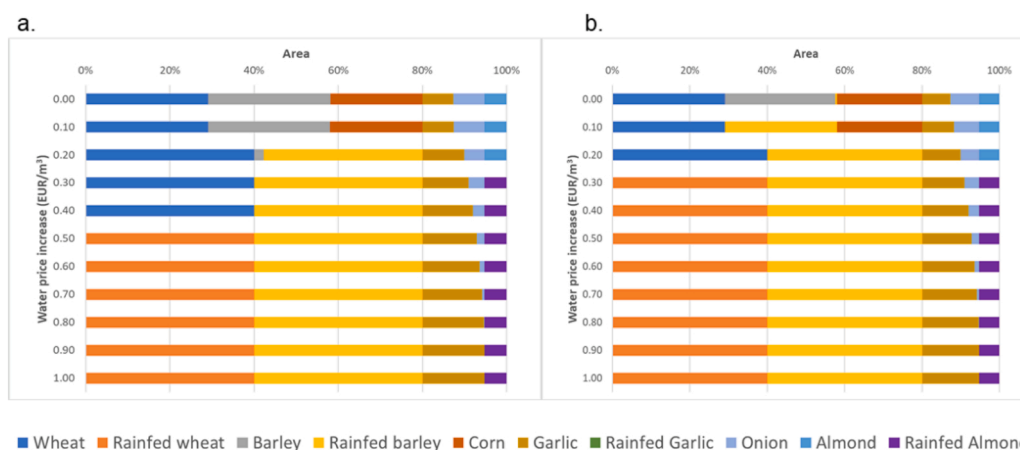 a.
Area
0% 20% 40% 60% 80% 100%
Water price increase (EUR/m³)
0.00
0.10
0.20
0.30
0.40
0.50
0.60
0.70
0.80
0.90
1.00
b.
Area
0% 20% 40% 60% 80% 100%
Water price increase (EUR/m³)
0.00
0.10
0.20
0.30
0.40
0.50
0.60
0.70
0.80
0.90
1.00
Wheat Rainfed wheat Barley Rainfed barley Corn Garlic Rainfed Garlic Onion Almond Rainfed Almon